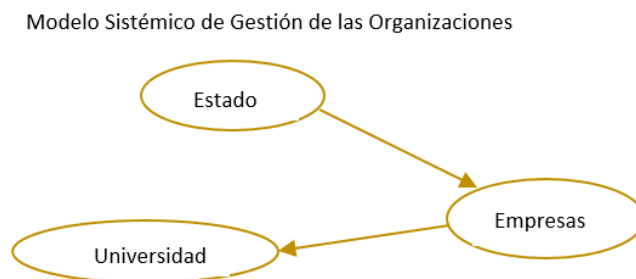 Modelo Sistémico de Gestión de las Organizaciones
Estado
Empresas
Universidad